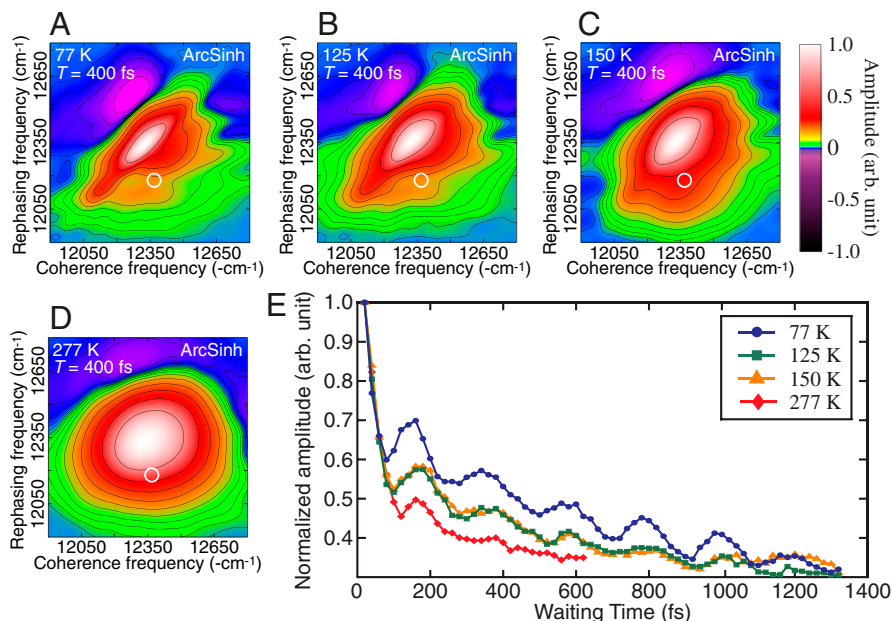 A
77 K
ArcSinh
T = 400 fs
Rephasing frequency (cm⁻¹)
12650
12350
12050
12050 12350 12650
Coherence frequency (-cm⁻¹)
B
125 K
ArcSinh
T = 400 fs
Rephasing frequency (cm⁻¹)
12650
12350
12050
12050 12350 12650
Coherence frequency (-cm⁻¹)
C
150 K
ArcSinh
T = 400 fs
Rephasing frequency (cm⁻¹)
12650
12350
12050
12050 12350 12650
Coherence frequency (-cm⁻¹)
1.0
0.5
0
-0.5
-1.0
Amplitude (arb. unit)
D
277 K
ArcSinh
T = 400 fs
Rephasing frequency (cm⁻¹)
12650
12350
12050
12050 12350 12650
Coherence frequency (-cm⁻¹)
E
Normalized amplitude (arb. unit)
1.0
0.9
0.8
0.7
0.6
0.5
0.4
77 K
125 K
150 K
277 K
0 200 400 600 800 1000 1200 1400
Waiting Time (fs)